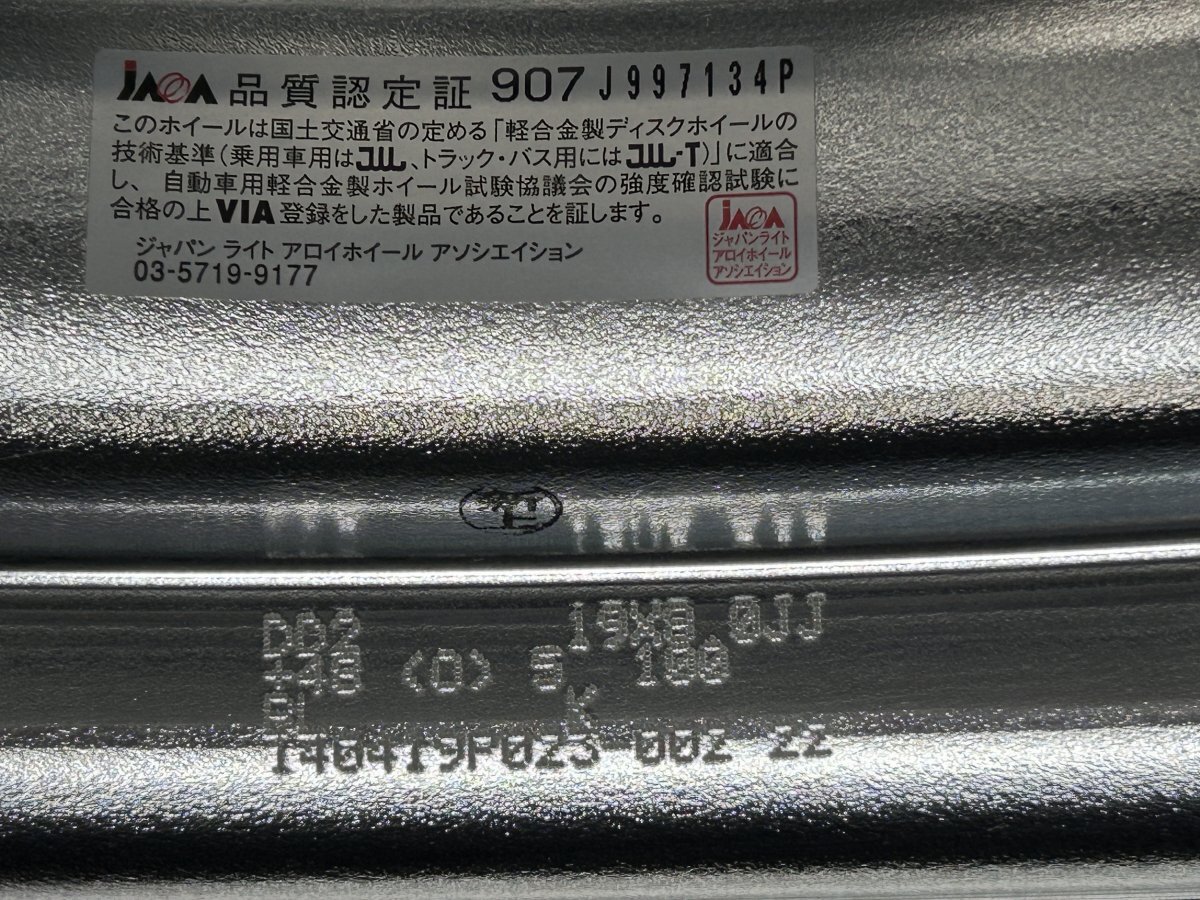 JAWA 品質認定証 907 J997134P
このホイールは国土交通省の定める「軽合金製ディスクホイールの
技術基準（乗用車用はJWL、トラック・バス用にはJWL-T）」に適合
し、自動車用軽合金製ホイール試験協議会の強度確認試験に
合格の上VIA登録をした製品であることを証します。
ジャパン ライト アロイホイール アソシエイション
03-5719-9177
JAWA
ジャパンライト
アロイホイール
アソシエイション
19X9.0JJ
+48 (O) S 100
K